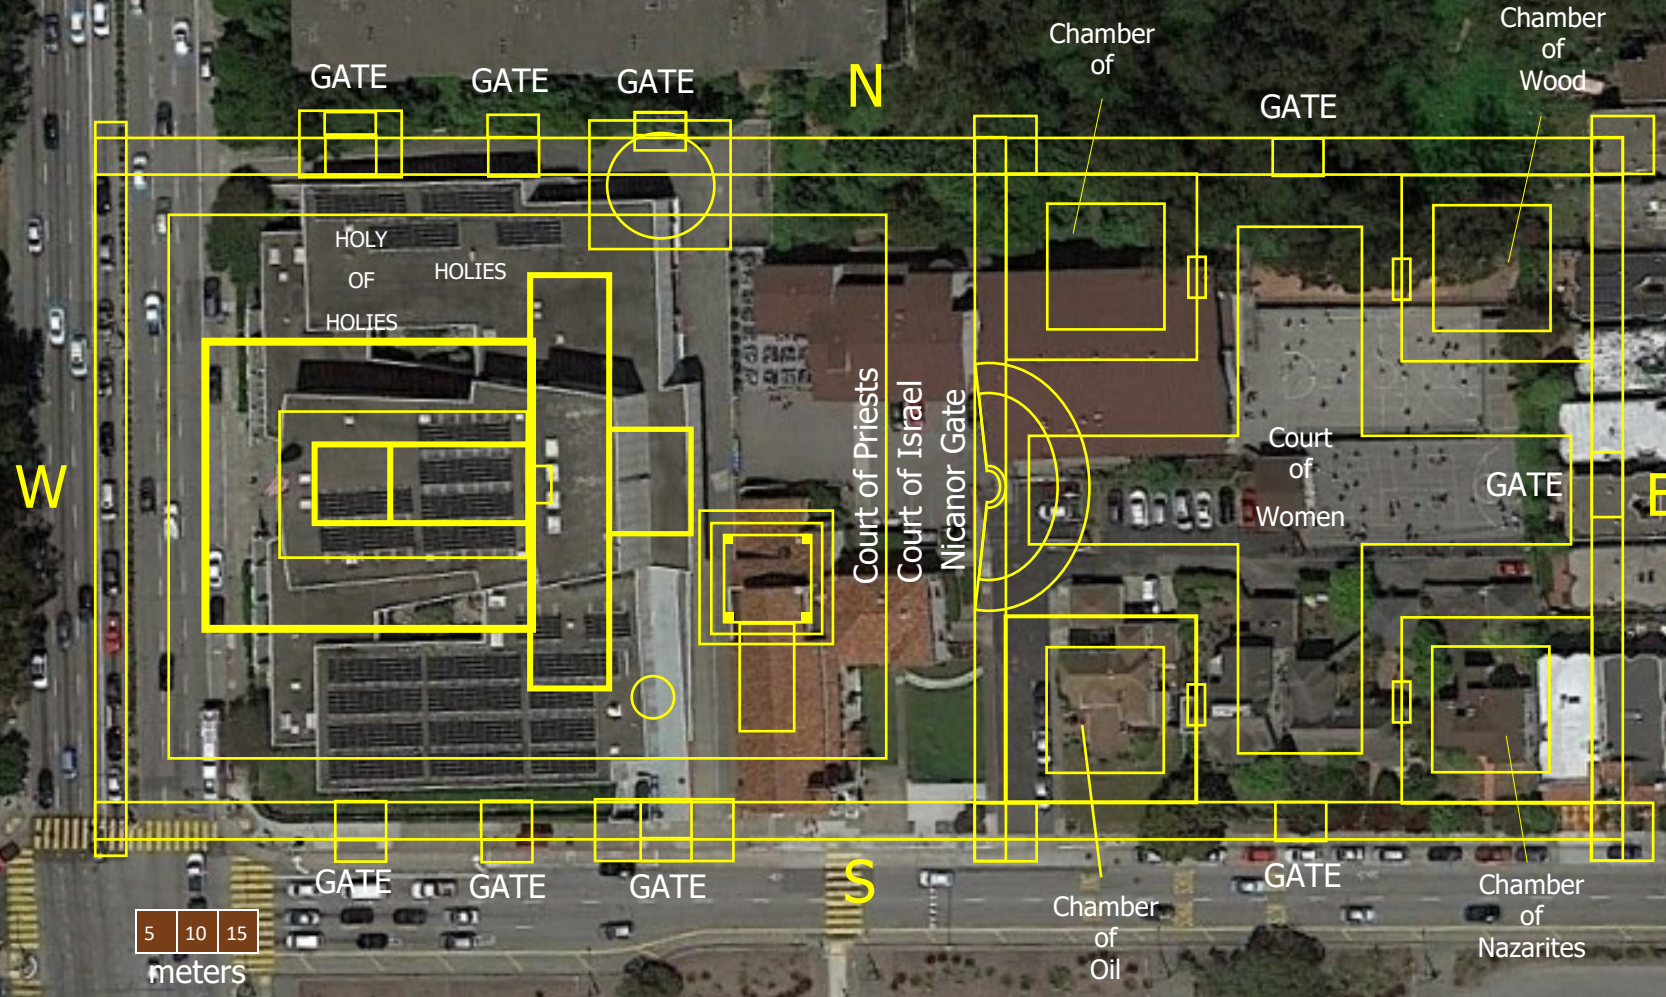 Chamber
of
Wood
Chamber
of
N
GATE
GATE
GATE
GATE
HOLY
OF
HOLIES
HOLIES
W
Court of Priests
Court of Israel
Nicanor Gate
Court
of
Women
GATE
E
GATE
GATE
GATE
S
GATE
Chamber
of
Oil
Chamber
of
Nazarites
5 10 15
meters